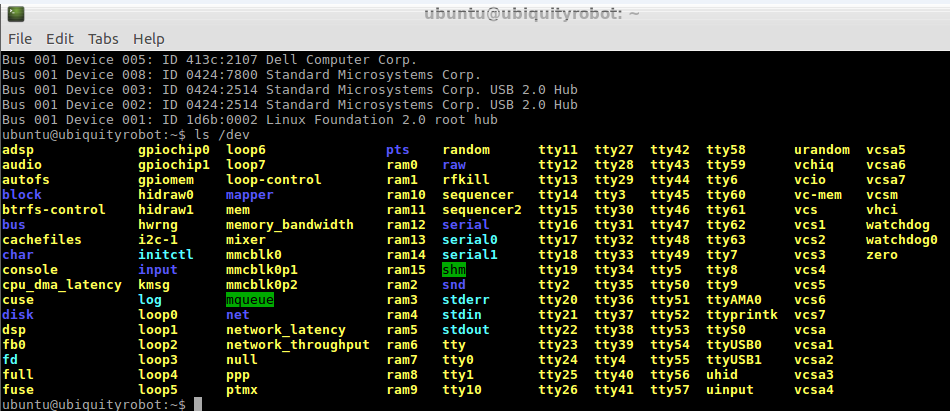 ubuntu@ubiquityrobot: ~
File Edit Tabs Help
Bus 001 Device 005: ID 413c:2107 Dell Computer Corp.
Bus 001 Device 008: ID 0424:7800 Standard Microsystems Corp.
Bus 001 Device 003: ID 0424:2514 Standard Microsystems Corp. USB 2.0 Hub
Bus 001 Device 002: ID 0424:2514 Standard Microsystems Corp. USB 2.0 Hub
Bus 001 Device 001: ID 1d6b:0002 Linux Foundation 2.0 root hub
ubuntu@ubiquityrobot:~$ ls /dev
adsp gpiochip0 loop6 pts random tty11 tty27 tty42 tty58 urandom vcsa5
audio gpiochip1 loop7 ram0 raw tty12 tty28 tty43 tty59 vchiq vcsa6
autofs gpiomem loop-control ram1 rfkill tty13 tty29 tty44 tty6 vcio vcsa7
block hidraw0 mapper ram10 sequencer tty14 tty3 tty45 tty60 vc-mem vcsm
btrfs-control hidraw1 mem ram11 sequencer2 tty15 tty30 tty46 tty61 vcs vhci
bus hwrng memory_bandwidth ram12 serial tty16 tty31 tty47 tty62 vcs1 watchdog
cachefiles i2c-1 mixer ram13 serial0 tty17 tty32 tty48 tty63 vcs2 watchdog0
char initctl mmcblk0 ram14 serial1 tty18 tty33 tty49 tty7 vcs3 zero
console input mmcblk0p1 ram15 shm tty19 tty34 tty5 tty8 vcs4
cpu_dma_latency kmsg mmcblk0p2 ram2 snd tty2 tty35 tty50 tty9 vcs5
cuse log mqueue ram3 stderr tty20 tty36 tty51 ttyAMA0 vcs6
disk loop0 net ram4 stdin tty21 tty37 tty52 ttyprintk vcs7
dsp loop1 network_latency ram5 stdout tty22 tty38 tty53 ttyS0 vcsa
fb0 loop2 network_throughput ram6 tty tty23 tty39 tty54 ttyUSB0 vcsa1
fd loop3 null ram7 tty0 tty24 tty4 tty55 ttyUSB1 vcsa2
full loop4 ppp ram8 tty1 tty25 tty40 tty56 uhid vcsa3
fuse loop5 ptmx ram9 tty10 tty26 tty41 tty57 uinput vcsa4
ubuntu@ubiquityrobot:~$